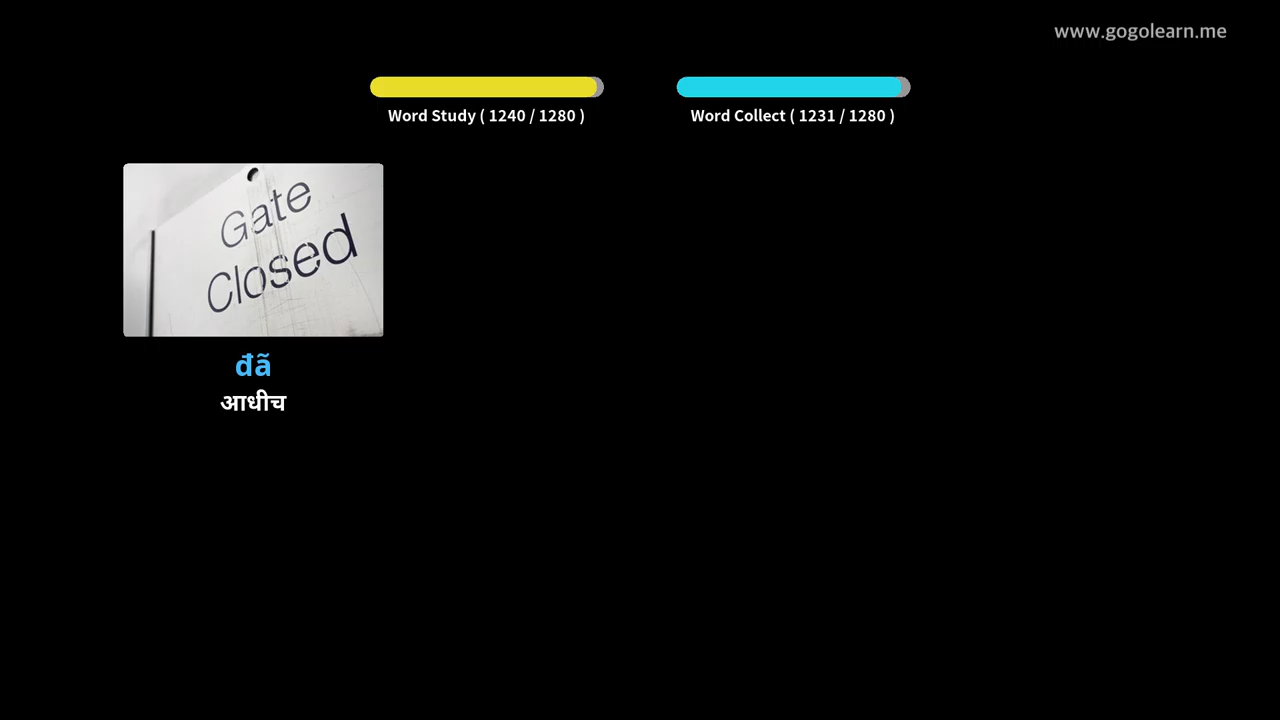 www.gogolearn.me
Word Study ( 1240 / 1280 )
Word Collect ( 1231 / 1280 )
Gate
Closed
đã
आधीच